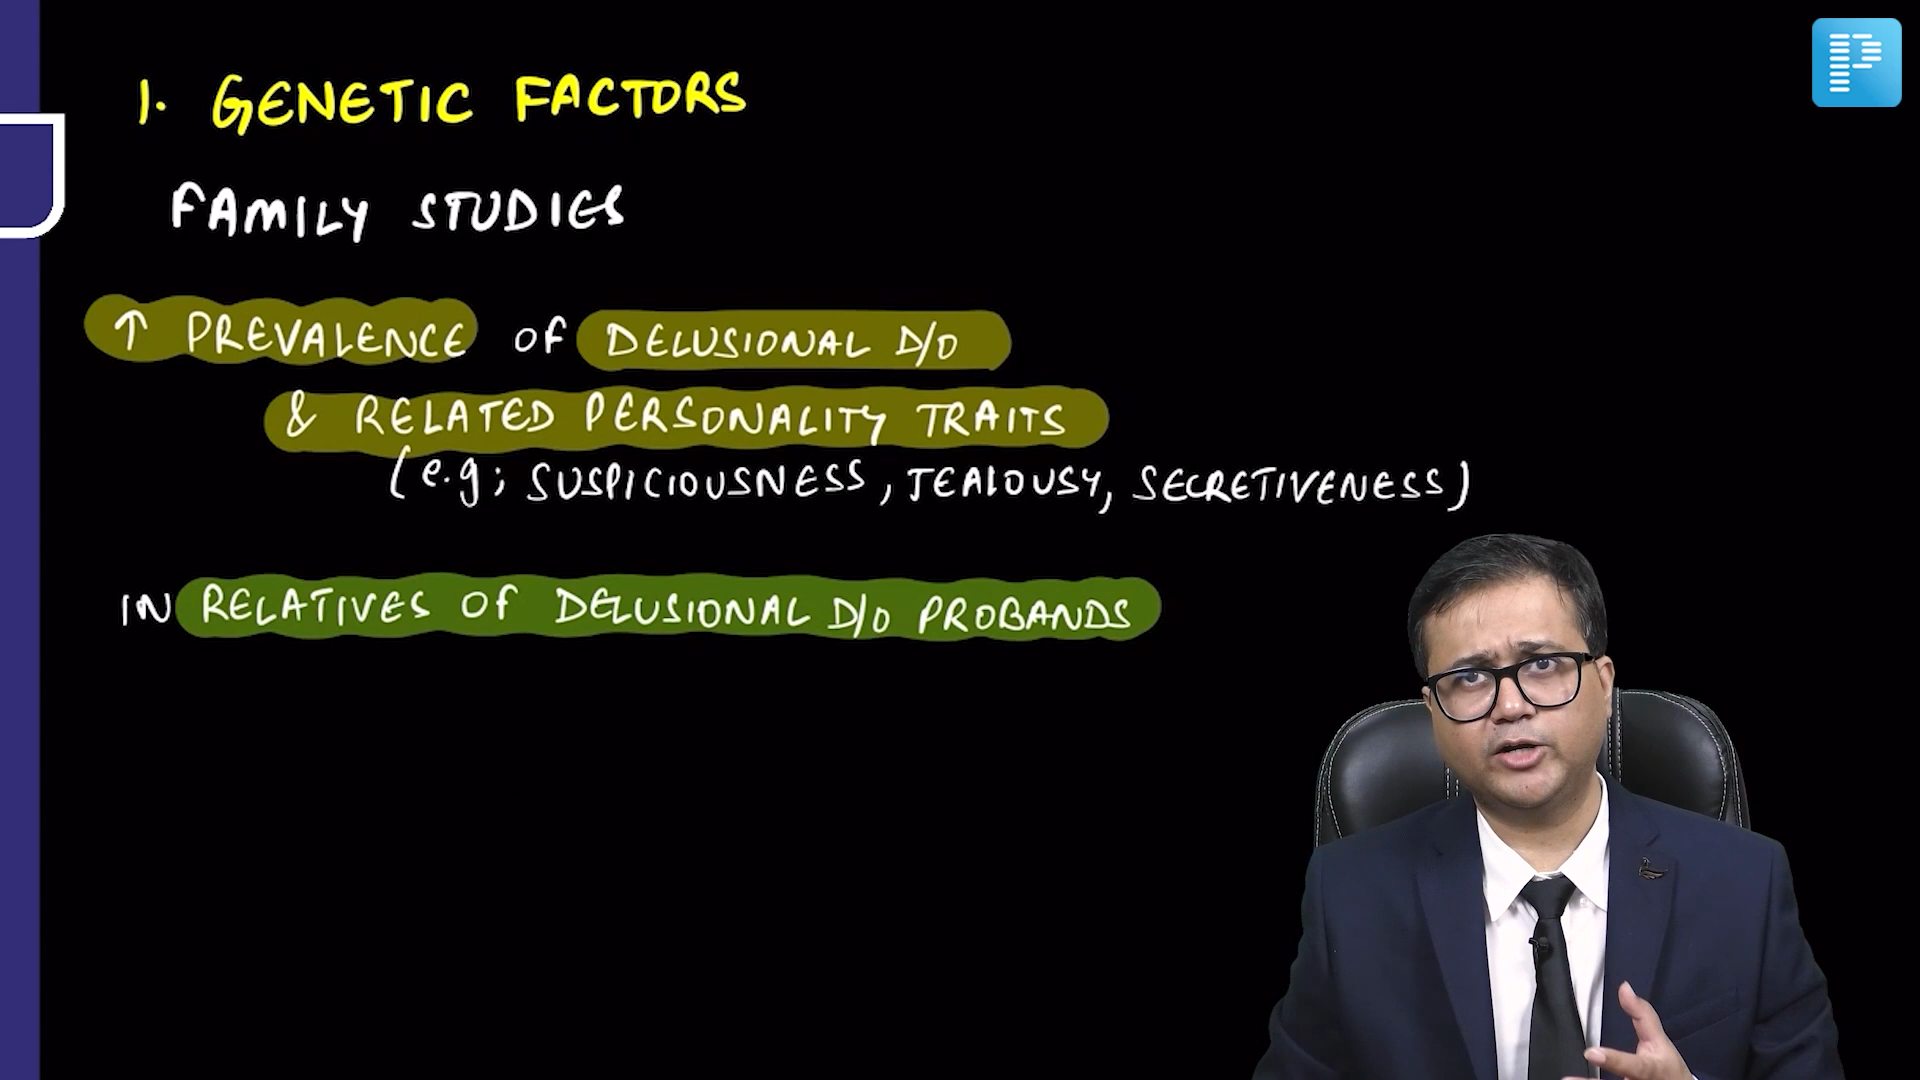 1. GENETIC FACTORS
FAMILY STUDIES
↑ PREVALENCE OF DELUSIONAL D/O
& RELATED PERSONALITY TRAITS
(e.g; SUSPICIOUSNESS, JEALOUSY, SECRETIVENESS)
IN RELATIVES OF DELUSIONAL D/O PROBANDS